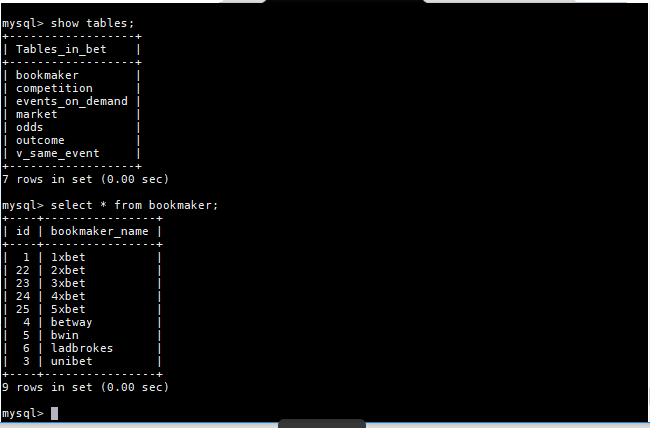 mysql> show tables;
+------------------+
| Tables_in_bet    |
+------------------+
| bookmaker        |
| competition      |
| events_on_demand |
| market           |
| odds             |
| outcome          |
| v_same_event     |
+------------------+
7 rows in set (0.00 sec)
mysql> select * from bookmaker;
+----+----------------+
| id | bookmaker_name |
+----+----------------+
|  1 | 1xbet          |
| 22 | 2xbet          |
| 23 | 3xbet          |
| 24 | 4xbet          |
| 25 | 5xbet          |
|  4 | betway         |
|  5 | bwin           |
|  6 | ladbrokes      |
|  3 | unibet         |
+----+----------------+
9 rows in set (0.00 sec)
mysql>